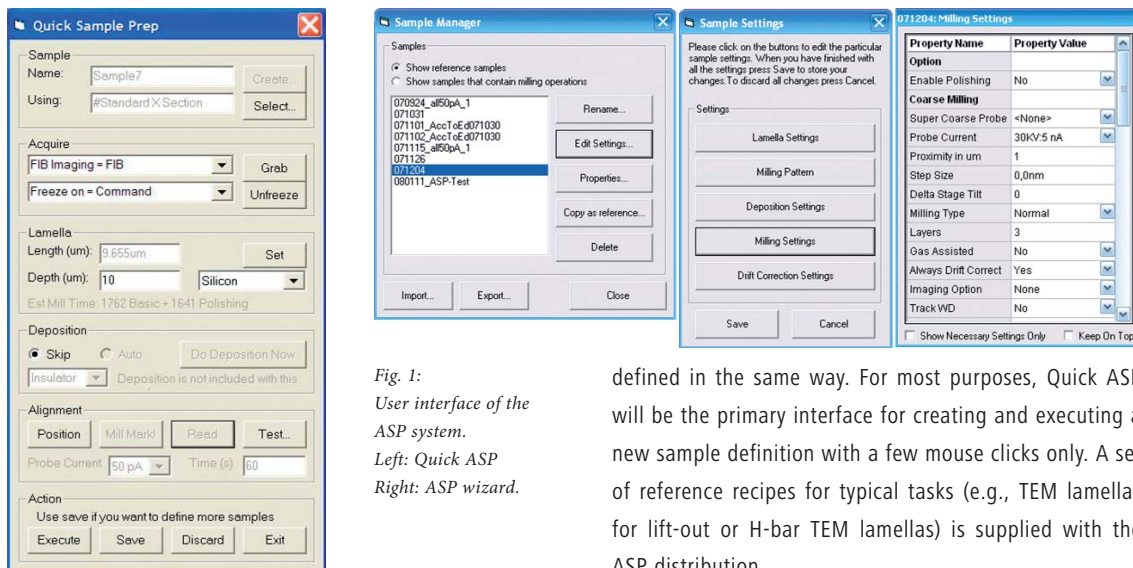 Quick Sample Prep
Sample
Name: Sample7 Create...
Using: #Standard X Section Select...
Acquire
FIB Imaging = FIB Grab
Freeze on = Command Unfreeze
Lamella
Length (um): 9.655um Set
Depth (um): 10 Silicon
Est Mill Time: 1762 Basic + 1641 Polishing
Deposition
Skip Auto Do Deposition Now
Insulator Deposition is not included with this
Alignment
Position Mill Mark! Read Test...
Probe Current 50 pA Time (s) 60
Action
Use save if you want to define more samples
Execute Save Discard Exit
Sample Manager
Samples
Show reference samples
Show samples that contain milling operations
070924_all50pA_1
071031
071101_AccToEd071030
071102_AccToEd071030
071115_all50pA_1
071126
071204
080111_ASP-Test
Rename...
Edit Settings...
Properties...
Copy as reference...
Delete
Import... Export... Close
Sample Settings
Please click on the buttons to edit the particular
sample settings. When you have finished with
all the settings press Save to store your
changes.To discard all changes press Cancel.
Settings
Lamella Settings
Milling Pattern
Deposition Settings
Milling Settings
Drift Correction Settings
Save Cancel
071204: Milling Settings
Property Name Property Value
Option
Enable Polishing No
Coarse Milling
Super Coarse Probe <None>
Probe Current 30KV:5 nA
Proximity in um 1
Step Size 0,0nm
Delta Stage Tilt 0
Milling Type Normal
Layers 3
Gas Assisted No
Always Drift Correct Yes
Imaging Option None
Track WD No
Show Necessary Settings Only Keep On Top
Fig. 1:
User interface of the
ASP system.
Left: Quick ASP
Right: ASP wizard.
defined in the same way. For most purposes, Quick ASP
will be the primary interface for creating and executing a
new sample definition with a few mouse clicks only. A se
of reference recipes for typical tasks (e.g., TEM lamella
for lift-out or H-bar TEM lamellas) is supplied with the
ASP distribution